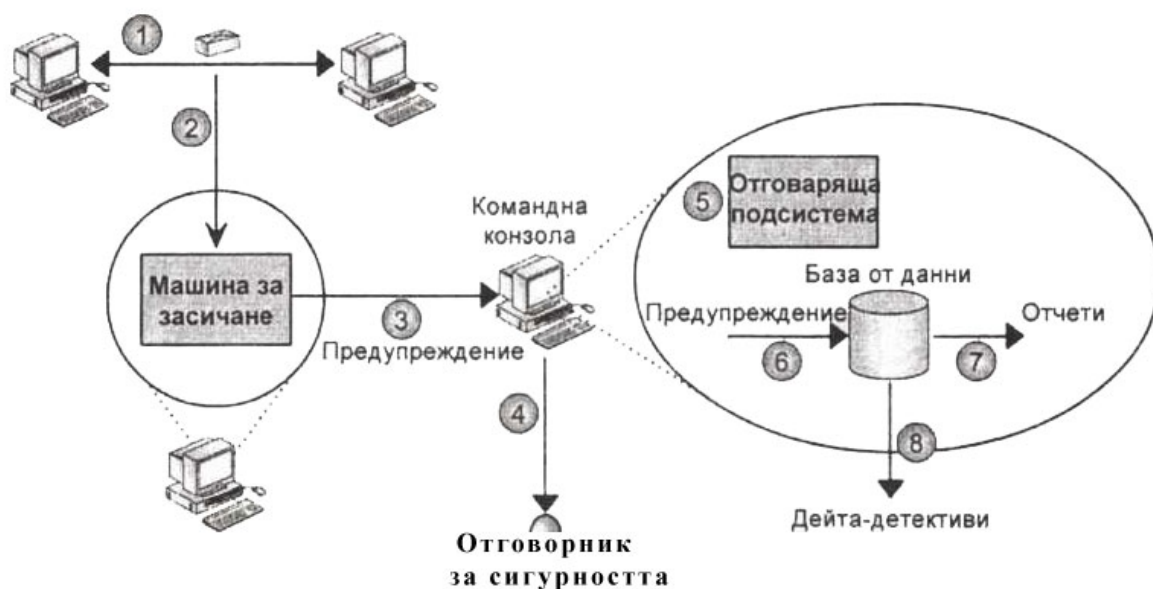 1
2
Машина за
засичане
3
Предупреждение
Командна
конзола
4
Отговорник
за сигурността
5
Отговаряща
подсистема
База от данни
Предупреждение
6
7
Отчети
8
Дейта-детективи